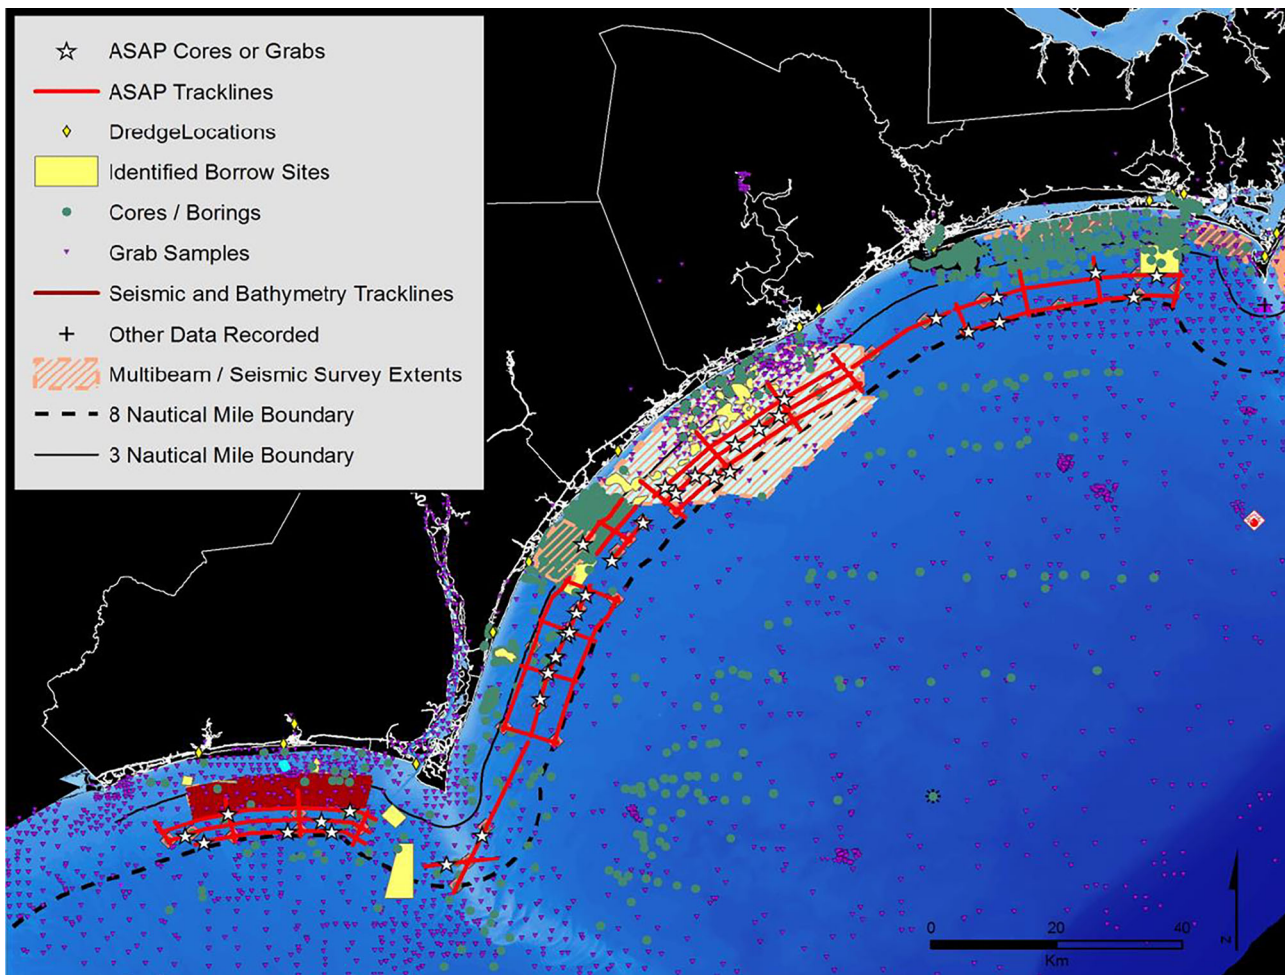 ASAP Cores or Grabs
ASAP Tracklines
DredgeLocations
Identified Borrow Sites
Cores / Borings
Grab Samples
Seismic and Bathymetry Tracklines
Other Data Recorded
Multibeam / Seismic Survey Extents
8 Nautical Mile Boundary
3 Nautical Mile Boundary
N
0 20 40
Km